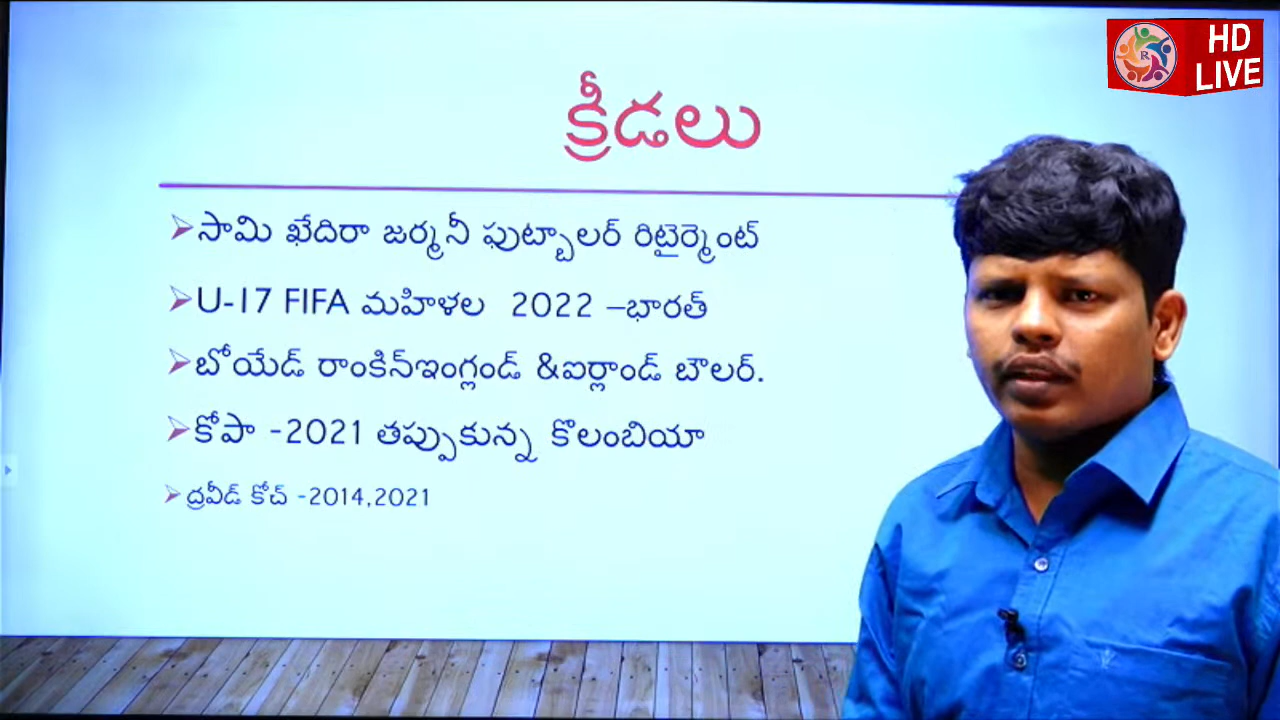 HD
LIVE
R
క్రీడలు
సామి ఖేదిరా జర్మనీ ఫుట్బాలర్ రిటైర్మెంట్
U-17 FIFA మహిళల 2022 –భారత్
బోయేడ్ రాంకిన్ఇంగ్లండ్ &ఐర్లాండ్ బౌలర్.
కోపా -2021 తప్పుకున్న కొలంబియా
ద్రవీడ్ కోచ్ -2014,2021